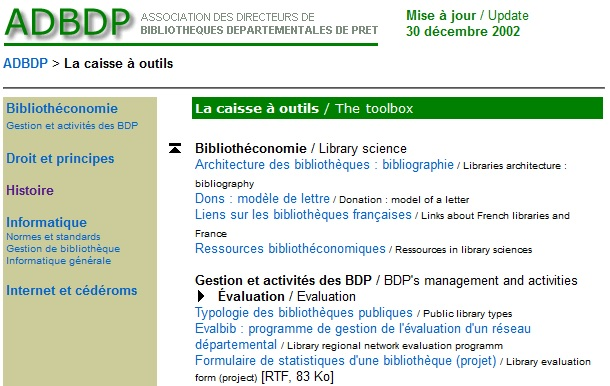 ADBDP
ASSOCIATION DES DIRECTEURS DE
BIBLIOTHEQUES DEPARTEMENTALES DE PRET
Mise à jour / Update
30 décembre 2002
ADBDP > La caisse à outils
Bibliothéconomie
Gestion et activités des BDP
Droit et principes
Histoire
Informatique
Normes et standards
Gestion de bibliothèque
Informatique générale
Internet et cédéroms
La caisse à outils / The toolbox
Bibliothéconomie / Library science
Architecture des bibliothèques : bibliographie / Libraries architecture :
bibliography
Dons : modèle de lettre / Donation : model of a letter
Liens sur les bibliothèques françaises / Links about French libraries and
France
Ressources bibliothéconomiques / Ressources in library sciences
Gestion et activités des BDP / BDP's management and activities
Évaluation / Evaluation
Typologie des bibliothèques publiques / Public library types
Evalbib : programme de gestion de l'évaluation d'un réseau
départemental / Library regional network evaluation programm
Formulaire de statistiques d'une bibliothèque (projet) / Library evaluation
form (project) [RTF, 83 Ko]